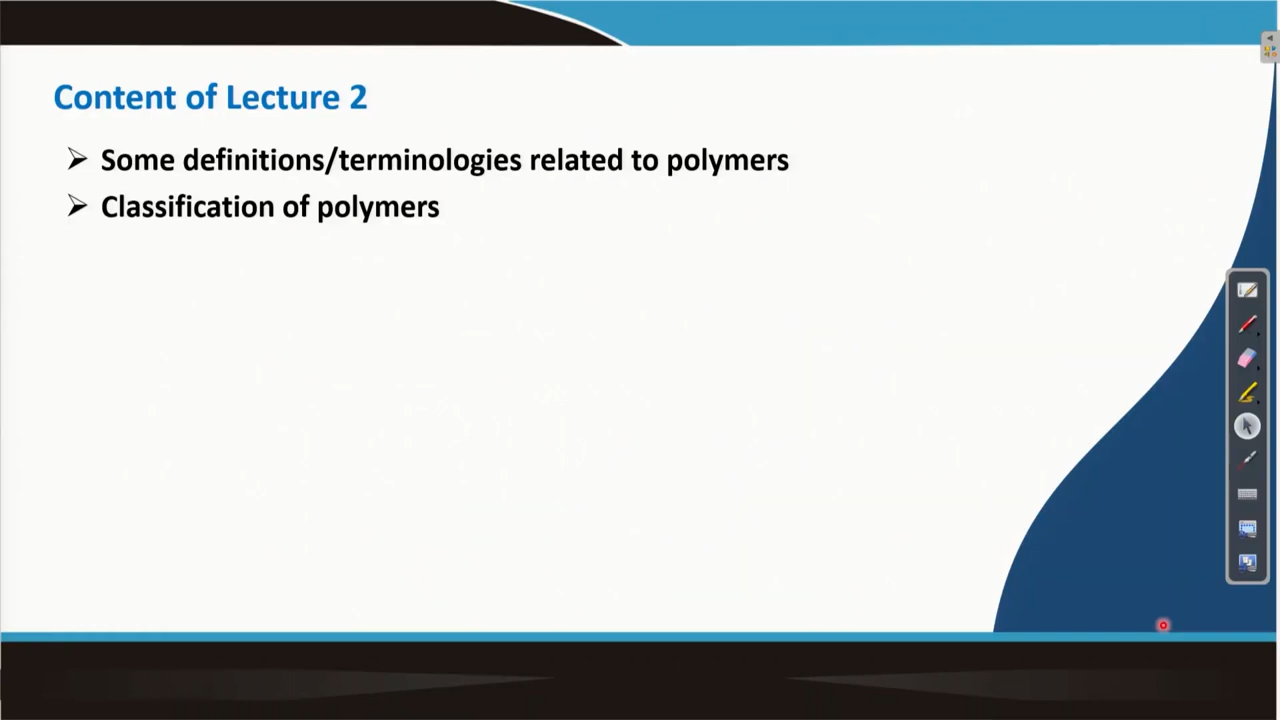 Content of Lecture 2
Some definitions/terminologies related to polymers
Classification of polymers